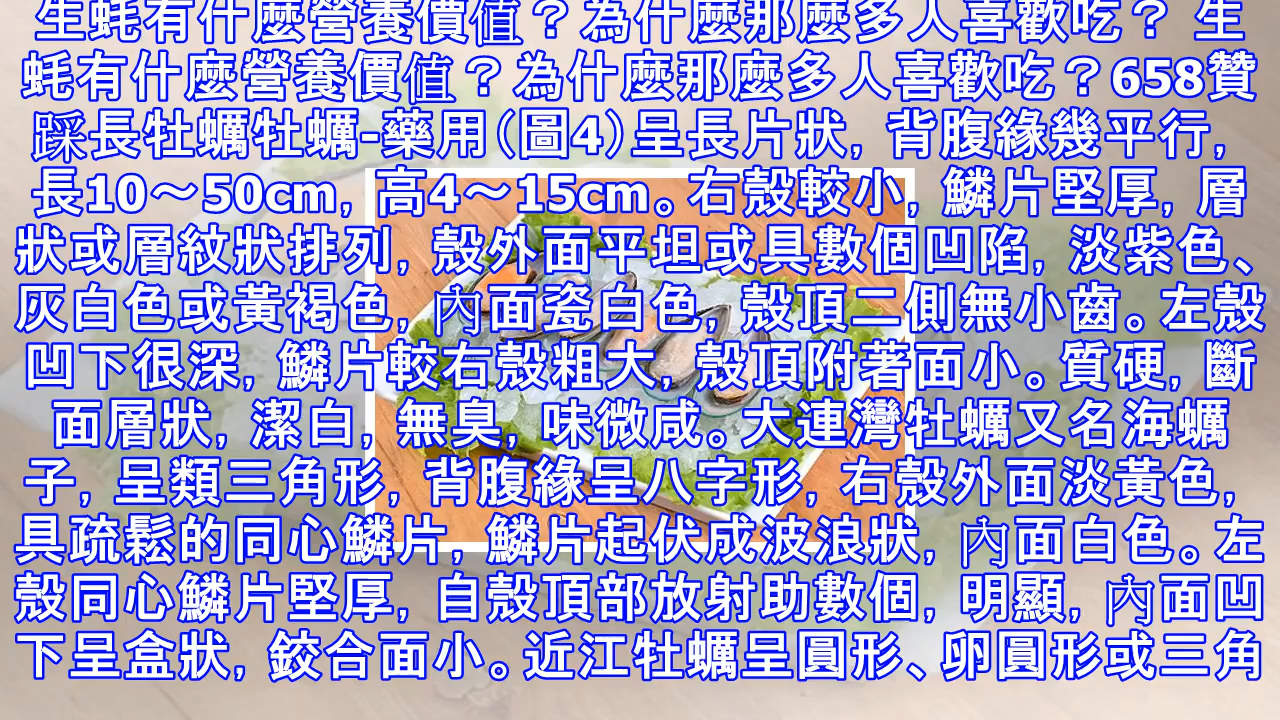 生蚝有什麼營養價值？為什麼那麼多人喜歡吃？ 生
蚝有什麼營養價值？為什麼那麼多人喜歡吃？658贊
踩長牡蠣牡蠣-藥用(圖4)呈長片狀, 背腹緣幾平行,
長10～50cm, 高4～15cm。右殼較小, 鱗片堅厚, 層
狀或層紋狀排列, 殼外面平坦或具數個凹陷, 淡紫色、
灰白色或黃褐色, 內面瓷白色, 殼頂二側無小齒。左殼
凹下很深, 鱗片較右殼粗大, 殼頂附著面小。質硬, 斷
面層狀, 潔白, 無臭, 味微咸。大連灣牡蠣又名海蠣
子, 呈類三角形, 背腹緣呈八字形, 右殼外面淡黃色,
具疏鬆的同心鱗片, 鱗片起伏成波浪狀, 內面白色。左
殼同心鱗片堅厚, 自殼頂部放射助數個, 明顯, 內面凹
下呈盒狀, 鉸合面小。近江牡蠣呈圓形、卵圓形或三角